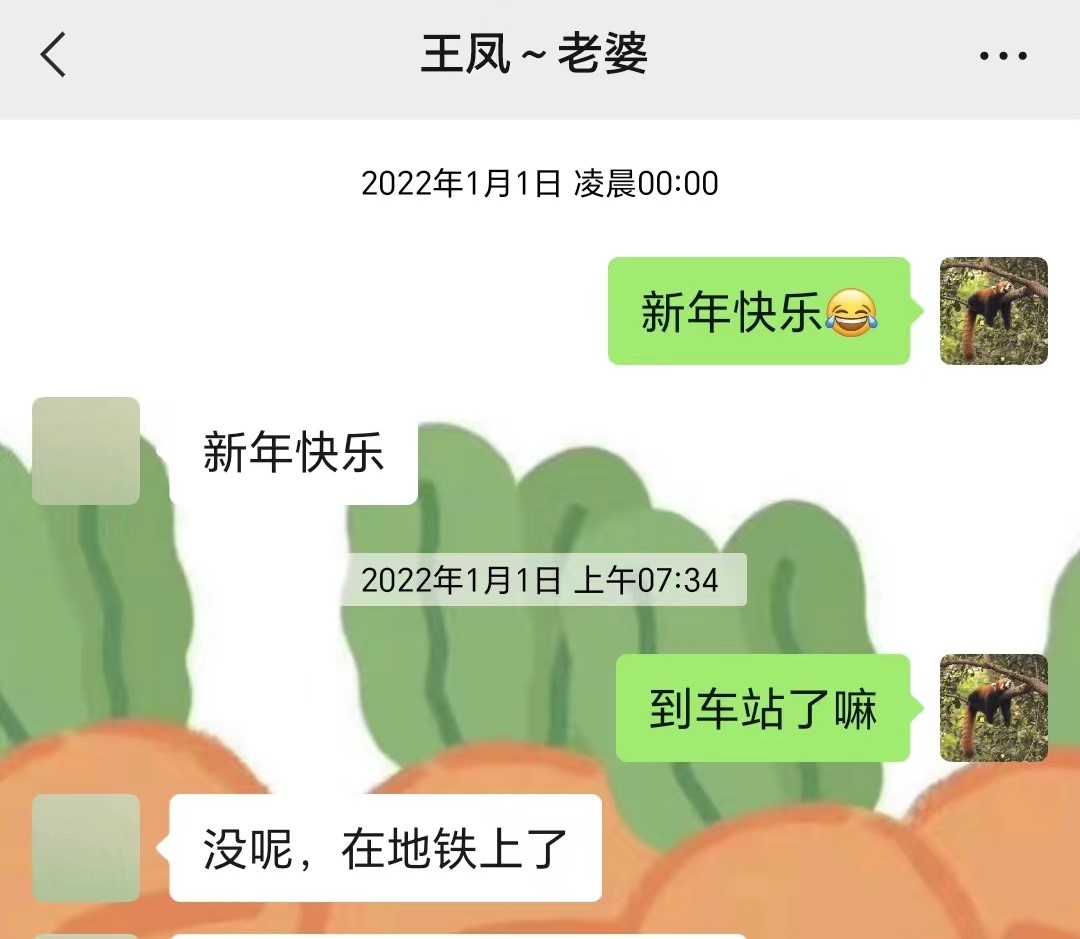 王凤～老婆
2022年1月1日 凌晨00:00
新年快乐😂
新年快乐
2022年1月1日 上午07:34
到车站了嘛
没呢，在地铁上了